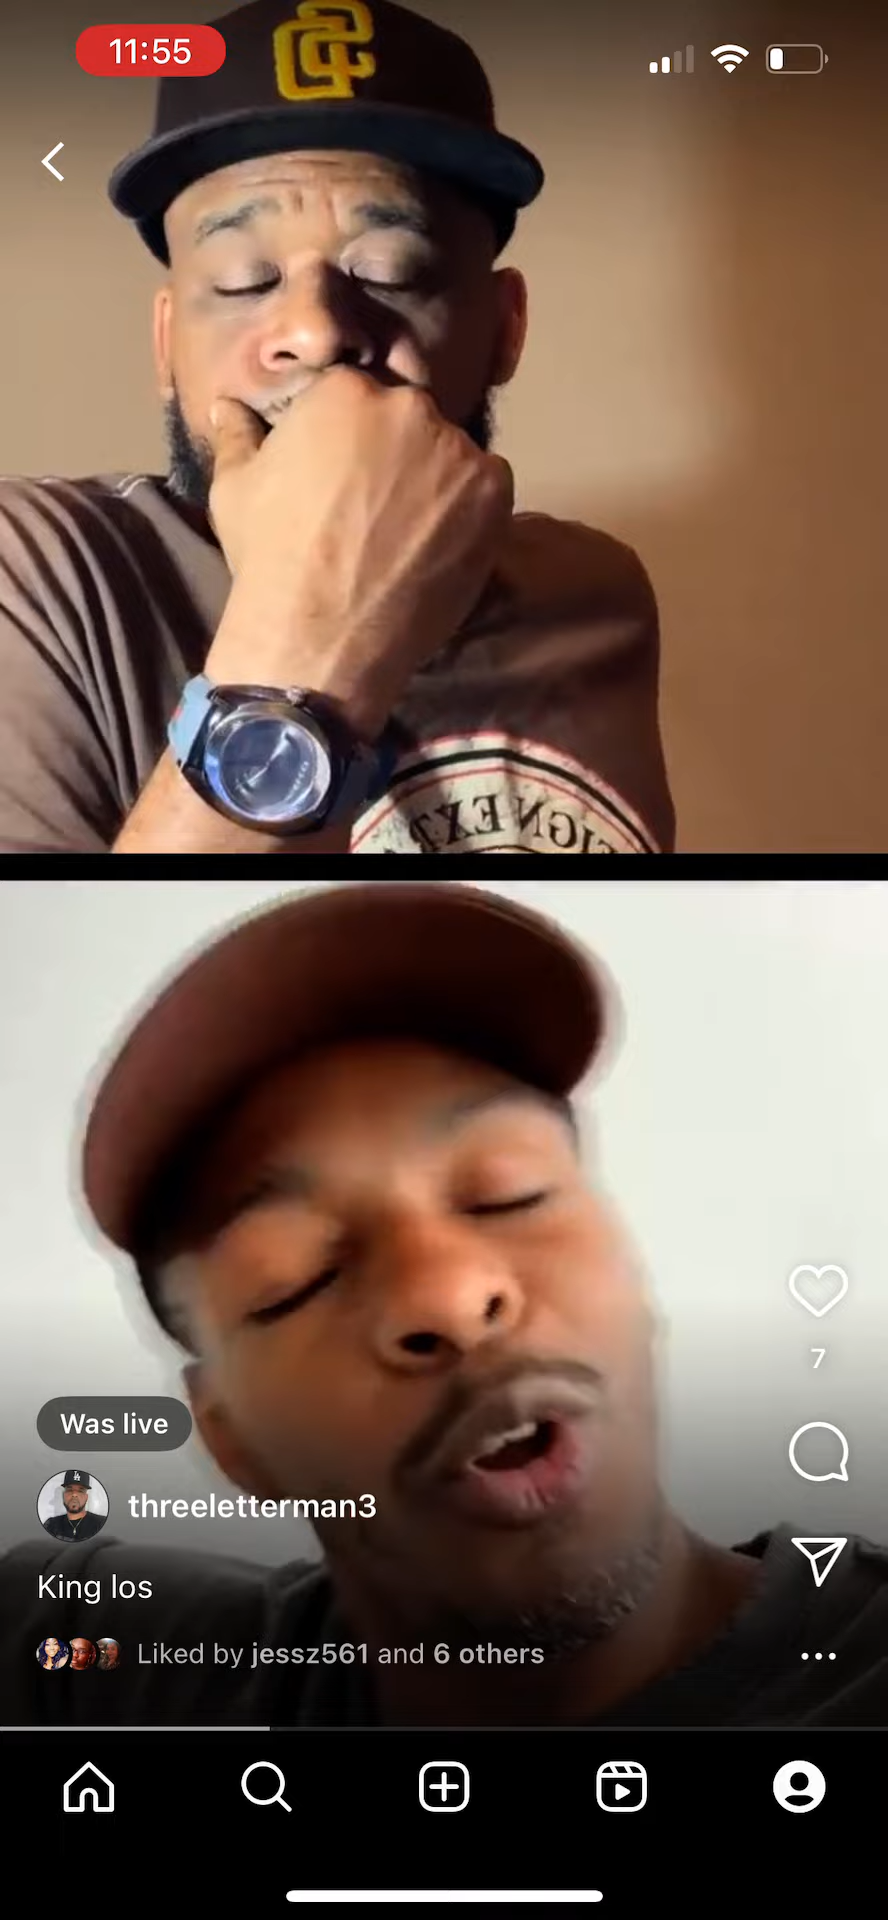 11:55
Was live
threeletterman3
King los
Liked by jessz561 and 6 others
7